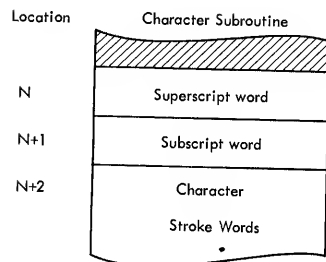 Location Character Subroutine
N Superscript word
N+1 Subscript word
N+2 Character
Stroke Words